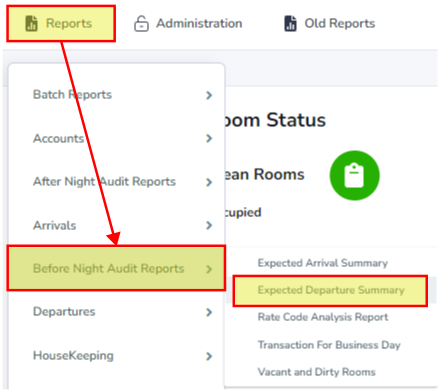 Reports Administration Old Reports
Batch Reports
oom Status
Accounts
ean Rooms
After Night Audit Reports
cupied
Arrivals
Before Night Audit Reports
Expected Arrival Summary
Expected Departure Summary
Departures
Rate Code Analysis Report
Transaction For Business Day
HouseKeeping
Vacant and Dirty Rooms